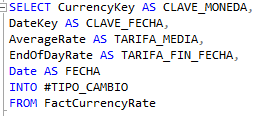 SELECT CurrencyKey AS CLAVE_MONEDA,
DateKey AS CLAVE_FECHA,
AverageRate AS TARIFA_MEDIA,
EndOfDayRate AS TARIFA_FIN_FECHA,
Date AS FECHA
INTO #TIPO_CAMBIO
FROM FactCurrencyRate